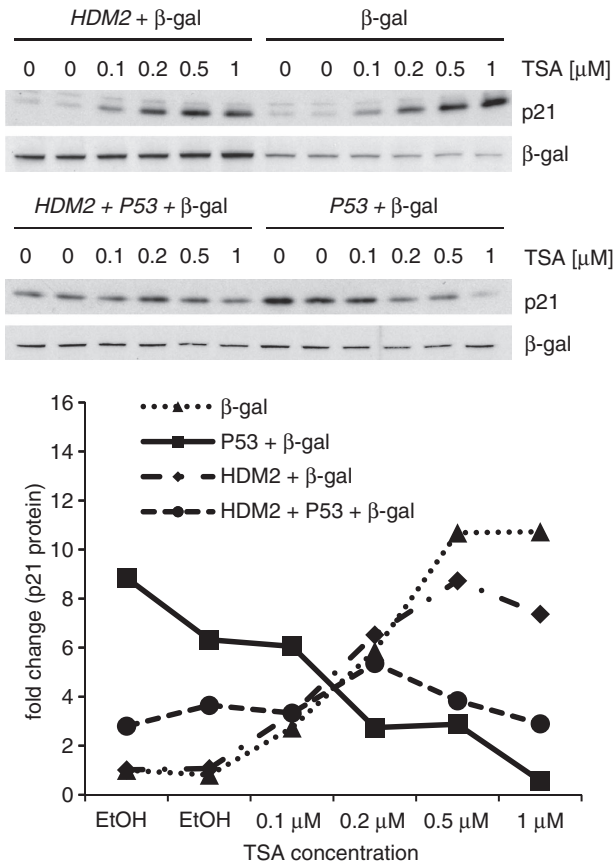 HDM2 + β-gal β-gal
0 0 0.1 0.2 0.5 1 0 0 0.1 0.2 0.5 1 TSA [μM]
p21
β-gal
HDM2 + P53 + β-gal P53 + β-gal
0 0 0.1 0.2 0.5 1 0 0 0.1 0.2 0.5 1 TSA [μM]
p21
β-gal
fold change (p21 protein)
16
14
12
10
8
6
4
2
0
β-gal
P53 + β-gal
HDM2 + β-gal
HDM2 + P53 + β-gal
EtOH EtOH 0.1 μM 0.2 μM 0.5 μM 1 μM
TSA concentration